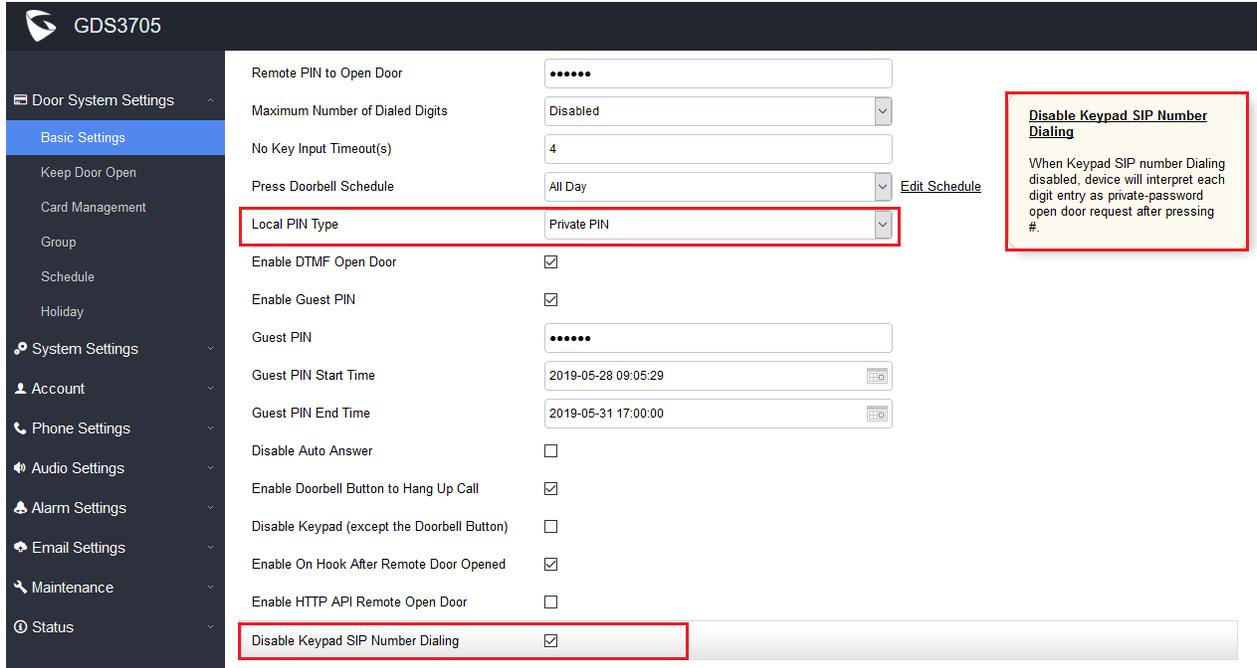 GDS3705
Door System Settings
Basic Settings
Keep Door Open
Card Management
Group
Schedule
Holiday
System Settings
Account
Phone Settings
Audio Settings
Alarm Settings
Email Settings
Maintenance
Status
Remote PIN to Open Door ●●●●●●
Maximum Number of Dialed Digits Disabled
No Key Input Timeout(s) 4
Press Doorbell Schedule All Day Edit Schedule
Local PIN Type Private PIN
Enable DTMF Open Door
Enable Guest PIN
Guest PIN ●●●●●●
Guest PIN Start Time 2019-05-28 09:05:29
Guest PIN End Time 2019-05-31 17:00:00
Disable Auto Answer
Enable Doorbell Button to Hang Up Call
Disable Keypad (except the Doorbell Button)
Enable On Hook After Remote Door Opened
Enable HTTP API Remote Open Door
Disable Keypad SIP Number Dialing
Disable Keypad SIP Number
Dialing
When Keypad SIP number Dialing
disabled, device will interpret each
digit entry as private-password
open door request after pressing
#.